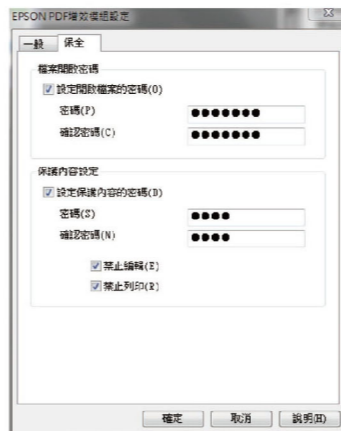 EPSON PDF增效模組設定
一般 保全
檔案開啟密碼
設定開啟檔案的密碼(O)
密碼(P) ●●●●●●●
確認密碼(C) ●●●●●●●
保護內容設定
設定保護內容的密碼(D)
密碼(S) ●●●●
確認密碼(N) ●●●●
禁止編輯(E)
禁止列印(R)
確定 取消 說明(H)